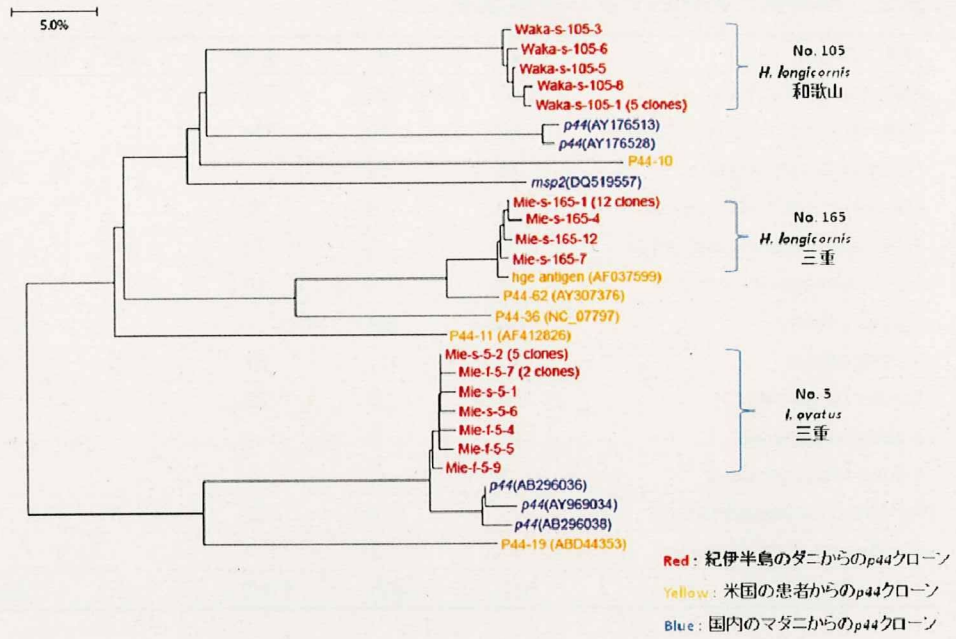 5.0%
Waka-s-105-3
Waka-s-105-6
Waka-s-105-5
Waka-s-105-8
Waka-s-105-1 (5 clones)
No. 105
H. longicornis
和歌山
p44(AY176513)
p44(AY176528)
P44-10
msp2(DQ519557)
Mie-s-165-1 (12 clones)
Mie-s-165-4
Mie-s-165-12
Mie-s-165-7
No. 165
H. longicornis
三重
hge antigen (AF037599)
P44-62 (AY307376)
P44-36 (NC_07797)
P44-11 (AF412826)
Mie-s-5-2 (5 clones)
Mie-f-5-7 (2 clones)
Mie-s-5-1
Mie-s-5-6
Mie-f-5-4
Mie-f-5-5
Mie-f-5-9
No. 5
I. ovatus
三重
p44(AB296036)
p44(AY969034)
p44(AB296038)
P44-19 (ABD44353)
Red : 紀伊半島のダニからのp44クローン
Yellow : 米国の患者からのp44クローン
Blue : 国内のマダニからのp44クローン